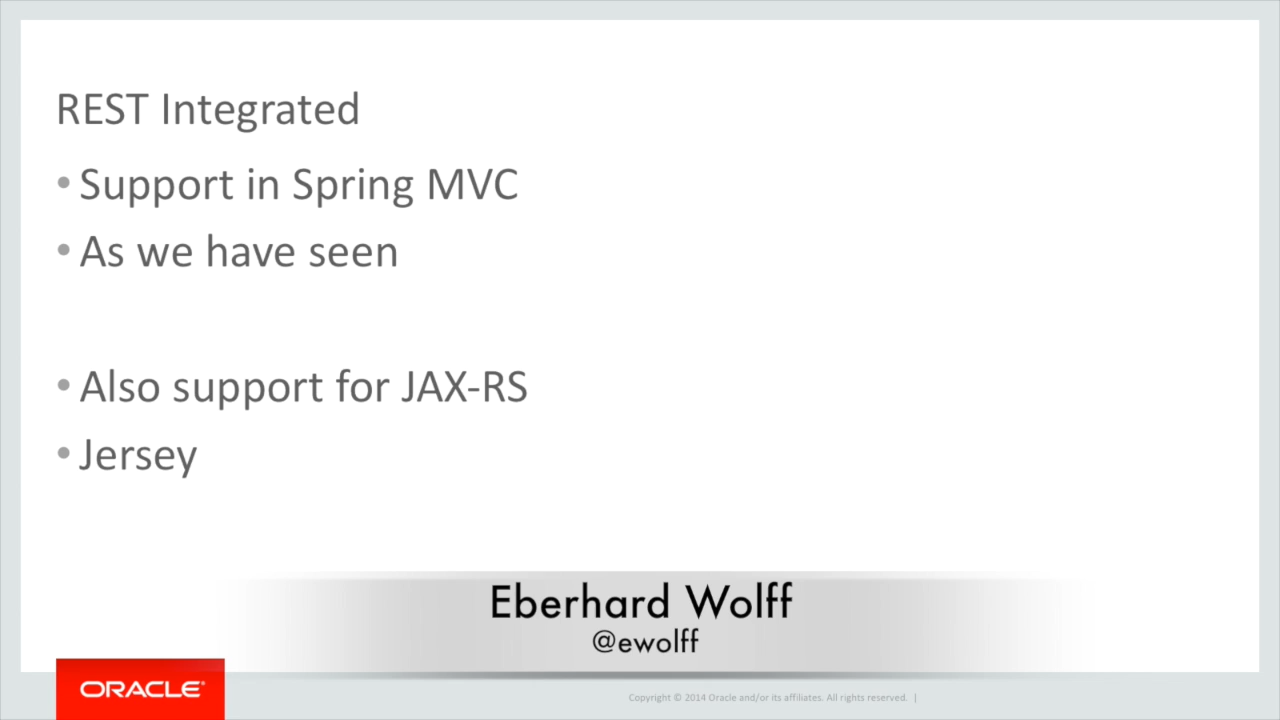 REST Integrated
• Support in Spring MVC
• As we have seen
• Also support for JAX-RS
• Jersey
Eberhard Wolff
@ewolff
ORACLE®
Copyright © 2014 Oracle and/or its affiliates. All rights reserved. |